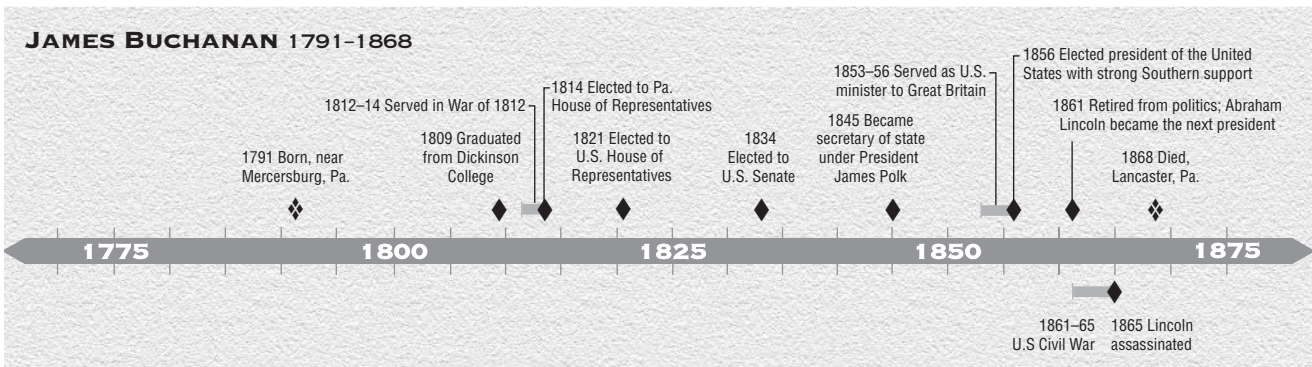 JAMES BUCHANAN 1791–1868
1791 Born, near
Mercersburg, Pa.
1809 Graduated
from Dickinson
College
1812–14 Served in War of 1812
1814 Elected to Pa.
House of Representatives
1821 Elected to
U.S. House of
Representatives
1834
Elected to
U.S. Senate
1845 Became
secretary of state
under President
James Polk
1853–56 Served as U.S.
minister to Great Britain
1856 Elected president of the United
States with strong Southern support
1861 Retired from politics; Abraham
Lincoln became the next president
1868 Died,
Lancaster, Pa.
1775 1800 1825 1850 1875
1861–65
U.S Civil War
1865 Lincoln
assassinated